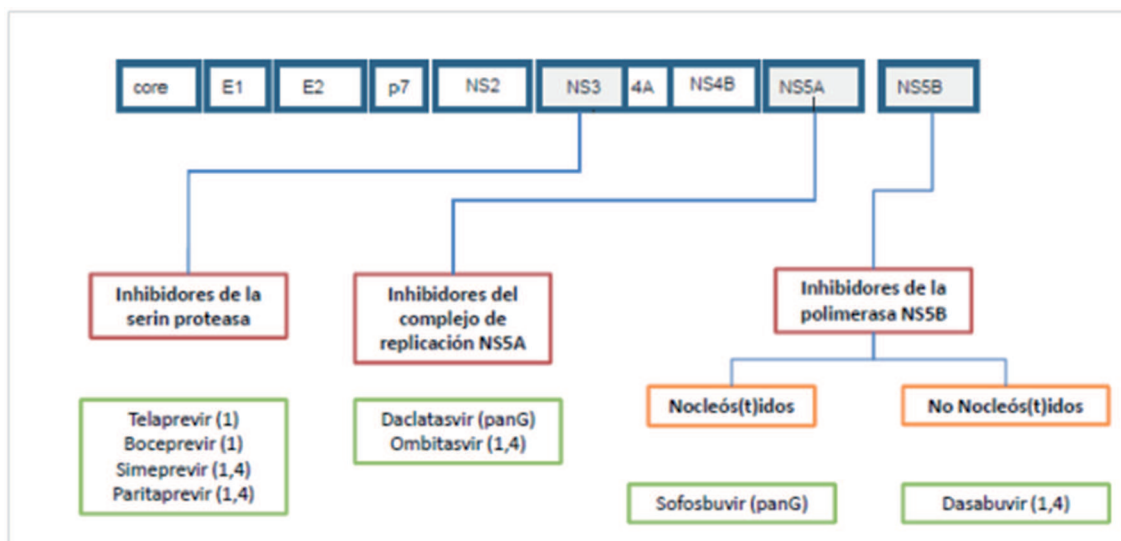 core E1 E2 p7 NS2 NS3 4A NS4B NS5A NS5B
Inhibidores de la
serin proteasa
Inhibidores del
complejo de
replicación NS5A
Inhibidores de la
polimerasa NS5B
Nocleós(t)idos
No Nocleós(t)idos
Telaprevir (1)
Boceprevir (1)
Simeprevir (1,4)
Paritaprevir (1,4)
Daclatasvir (panG)
Ombitasvir (1,4)
Sofosbuvir (panG)
Dasabuvir (1,4)